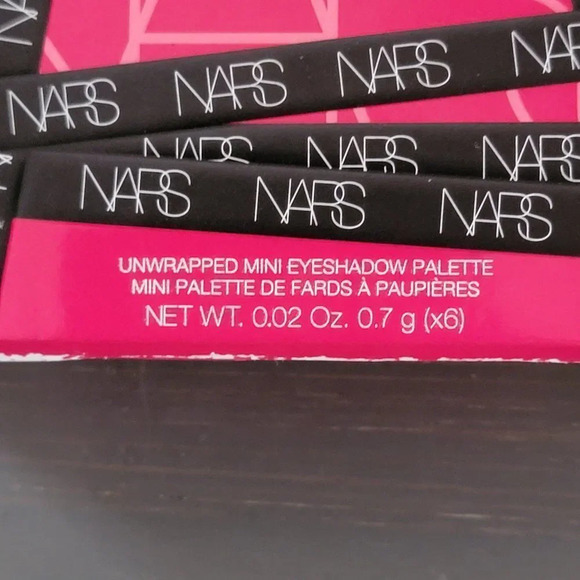 NARS NARS NARS NARS
NARS NARS NARS
NARS NARS NARS
UNWRAPPED MINI EYESHADOW PALETTE
MINI PALETTE DE FARDS À PAUPIÈRES
NET WT. 0.02 Oz. 0.7 g (x6)